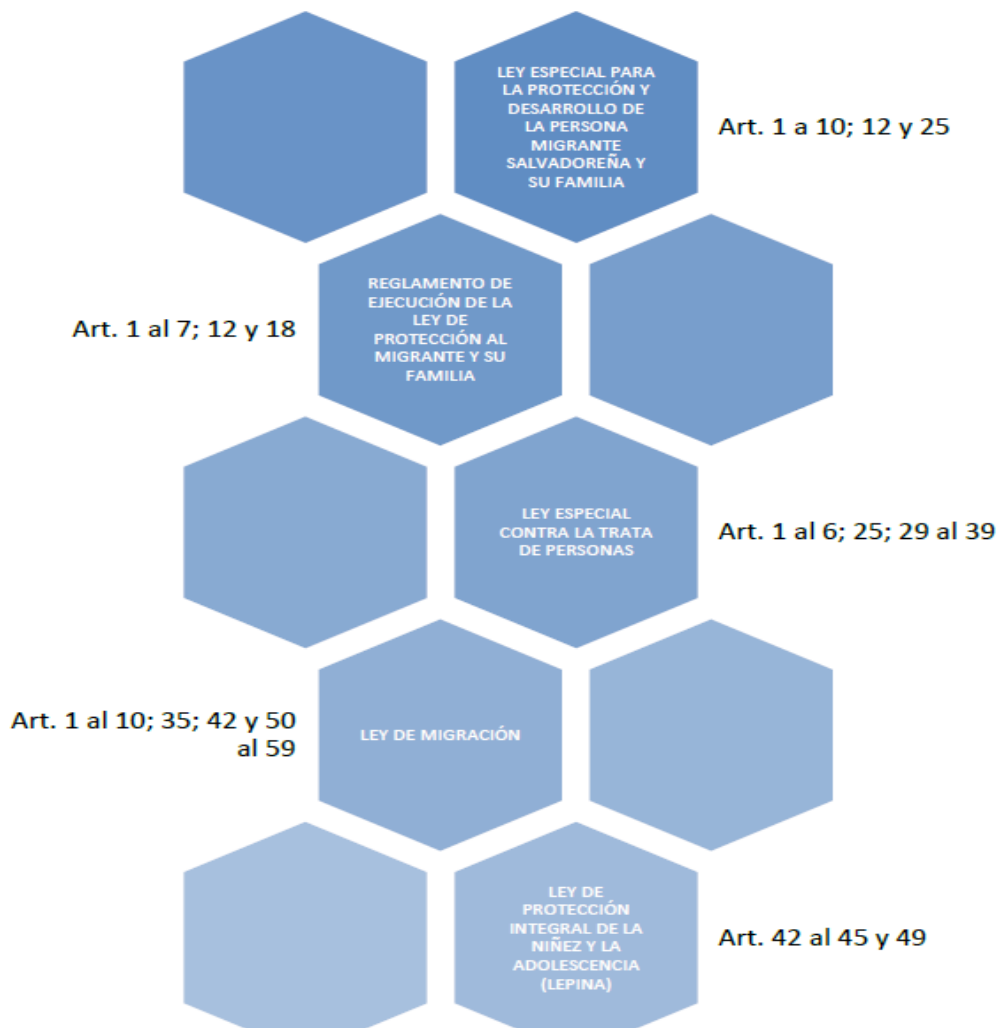 LEY ESPECIAL PARA
LA PROTECCIÓN Y
DESARROLLO DE
LA PERSONA
MIGRANTE
SALVADOREÑA Y
SU FAMILIA
Art. 1 a 10; 12 y 25
REGLAMENTO DE
EJECUCIÓN DE LA
LEY DE
PROTECCIÓN AL
MIGRANTE Y SU
FAMILIA
Art. 1 al 7; 12 y 18
LEY ESPECIAL
CONTRA LA TRATA
DE PERSONAS
Art. 1 al 6; 25; 29 al 39
LEY DE MIGRACIÓN
Art. 1 al 10; 35; 42 y 50
al 59
LEY DE
PROTECCIÓN
INTEGRAL DE LA
NIÑEZ Y LA
ADOLESCENCIA
(LEPINA)
Art. 42 al 45 y 49